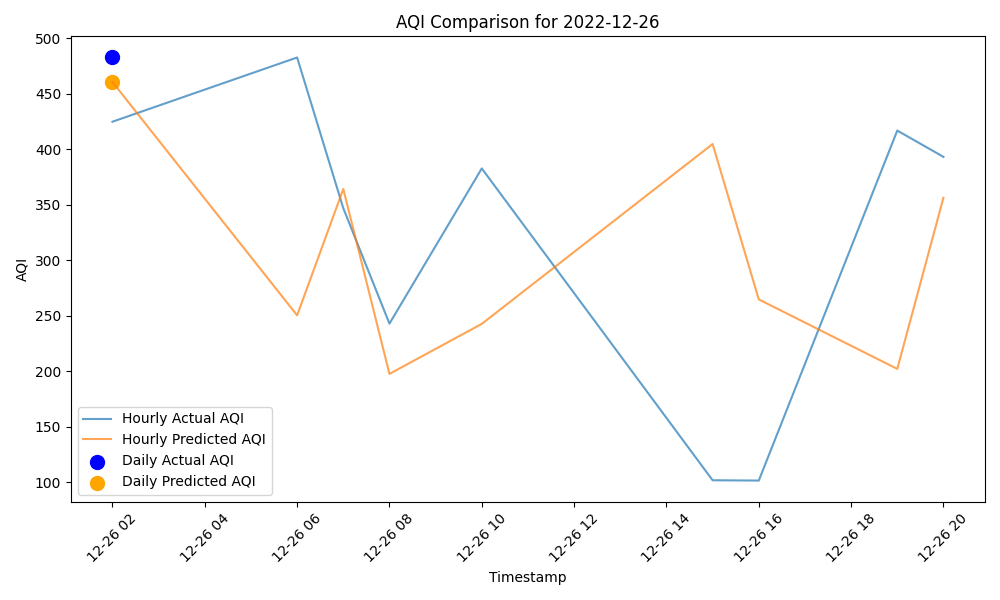 AQI Comparison for 2022-12-26
AQI
500
450
400
350
300
250
200
150
100
Hourly Actual AQI
Hourly Predicted AQI
Daily Actual AQI
Daily Predicted AQI
12-26 02
12-26 04
12-26 06
12-26 08
12-26 10
12-26 12
12-26 14
12-26 16
12-26 18
12-26 20
Timestamp